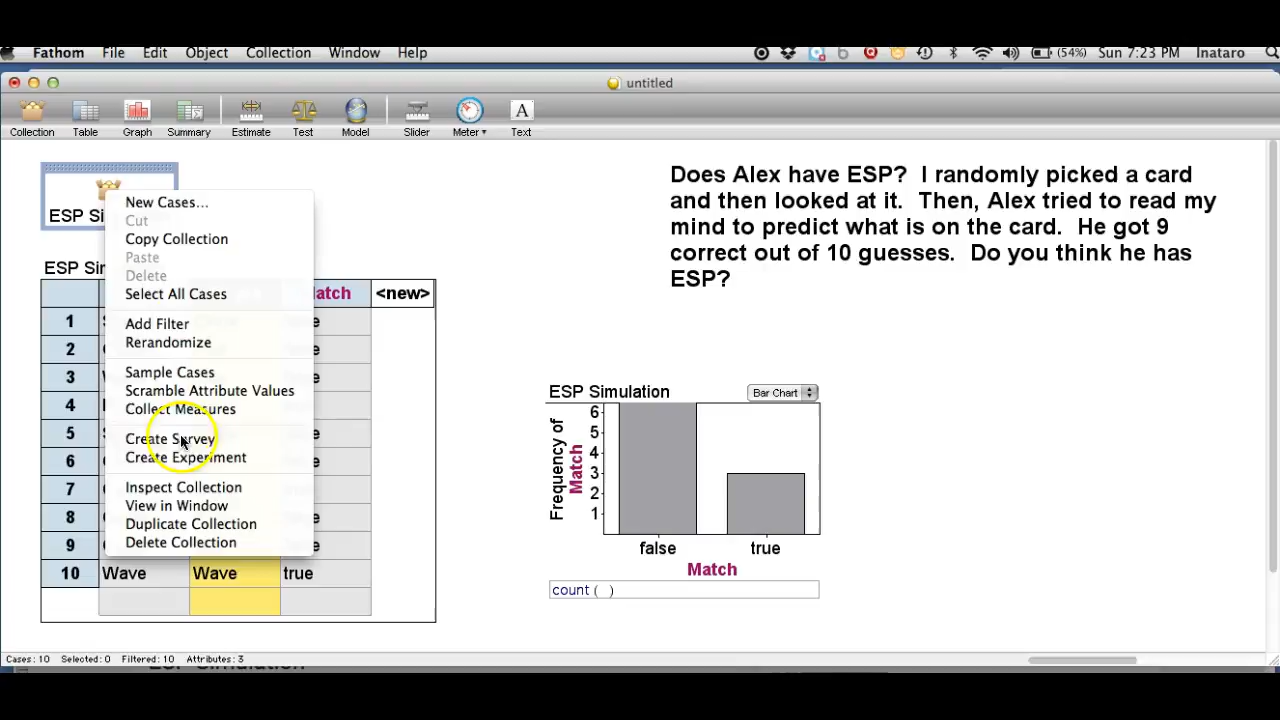 Fathom File Edit Object Collection Window Help (54%) Sun 7:23 PM Inataro
untitled
Collection Table Graph Summary Estimate Test Model Slider Meter Text
ESP Si
New Cases...
Cut
Copy Collection
Paste
Delete
Select All Cases
Add Filter
Rerandomize
Sample Cases
Scramble Attribute Values
Collect Measures
Create Survey
Create Experiment
Inspect Collection
View in Window
Duplicate Collection
Delete Collection
ESP Sim
atch <new>
1
2
3
4
5
6
7
8
9
10 Wave Wave true
Does Alex have ESP? I randomly picked a card
and then looked at it. Then, Alex tried to read my
mind to predict what is on the card. He got 9
correct out of 10 guesses. Do you think he has
ESP?
ESP Simulation Bar Chart
Frequency of
Match
6
5
4
3
2
1
false true
Match
count ( )
Cases: 10 Selected: 0 Filtered: 10 Attributes: 3